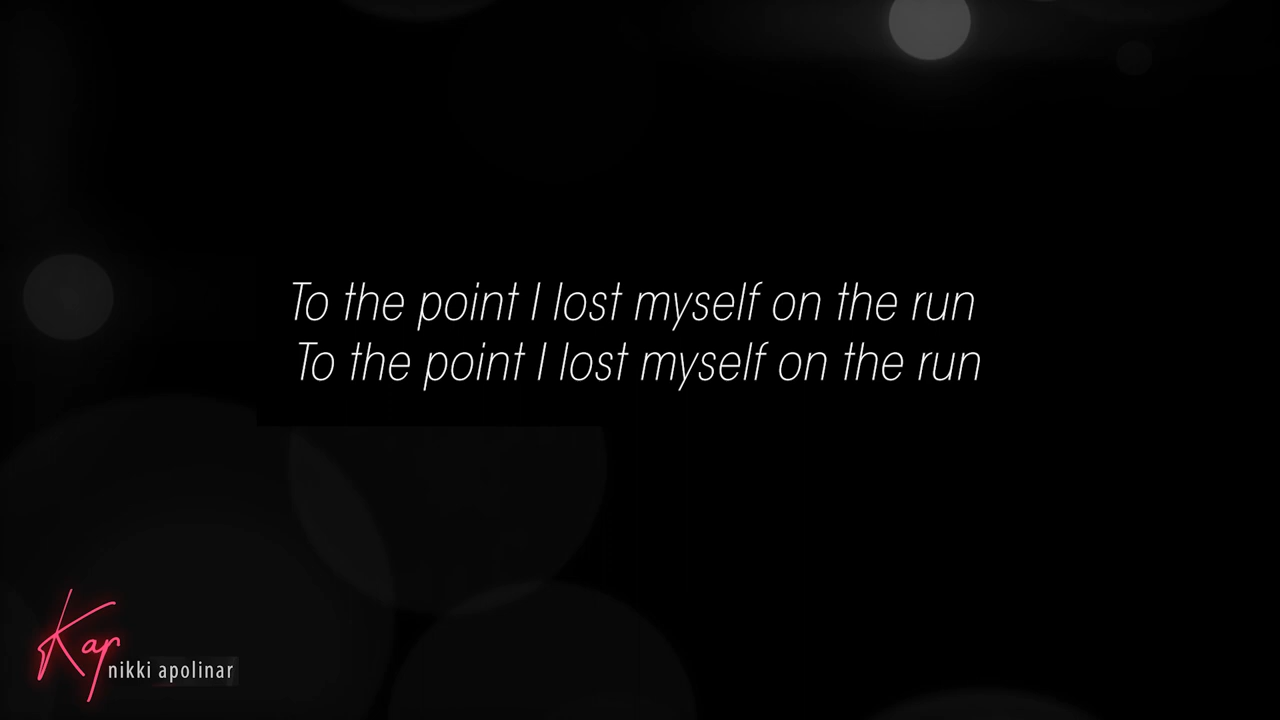 To the point I lost myself on the run
To the point I lost myself on the run
Kap
nikki apolinar